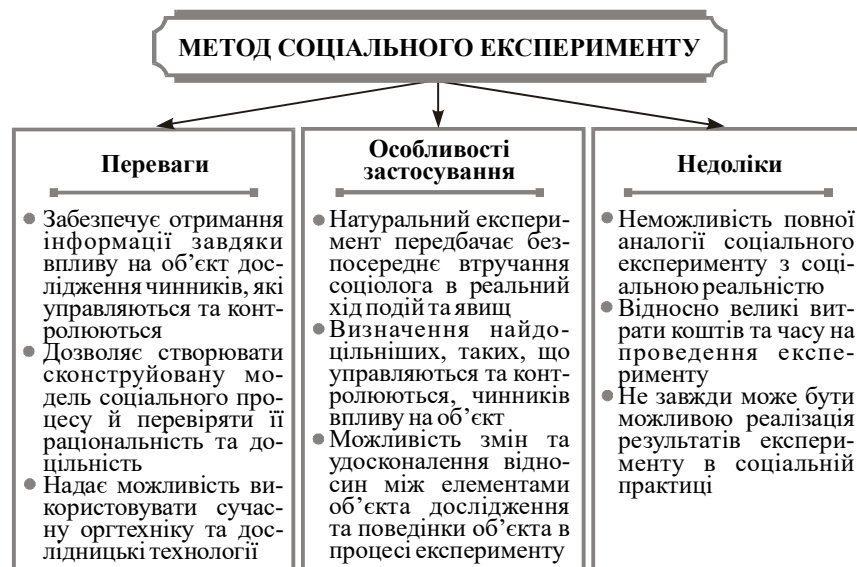 МЕТОД СОЦІАЛЬНОГО ЕКСПЕРИМЕНТУ
Переваги
Забезпечує отримання
інформації завдяки
впливу на об’єкт дос-
лідження чинників, які
управляються та конт-
ролюються
Дозволяє створювати
сконструйовану мо-
дель соціального про-
цесу й перевіряти її
раціональність та до-
цільність
Надає можливість ви-
користовувати сучас-
ну оргтехніку та дос-
лідницькі технології
Особливості
застосування
Натуральний експери-
мент передбачає без-
посереднє втручання
соціолога в реальний
хід подій та явищ
Визначення найдо-
цільніших, таких, що
управляються та конт-
ролюються, чинників
впливу на об’єкт
Можливість змін та
удосконалення відно-
син між елементами
об’єкта дослідження
та поведінки об’єкта в
процесі експерименту
Недоліки
Неможливість повної
аналогії соціального
експерименту з соці-
альною реальністю
Відносно великі вит-
рати коштів та часу на
проведення експе-
рименту
Не завжди може бути
можливою реалізація
результатів експери-
менту в соціальній
практиці